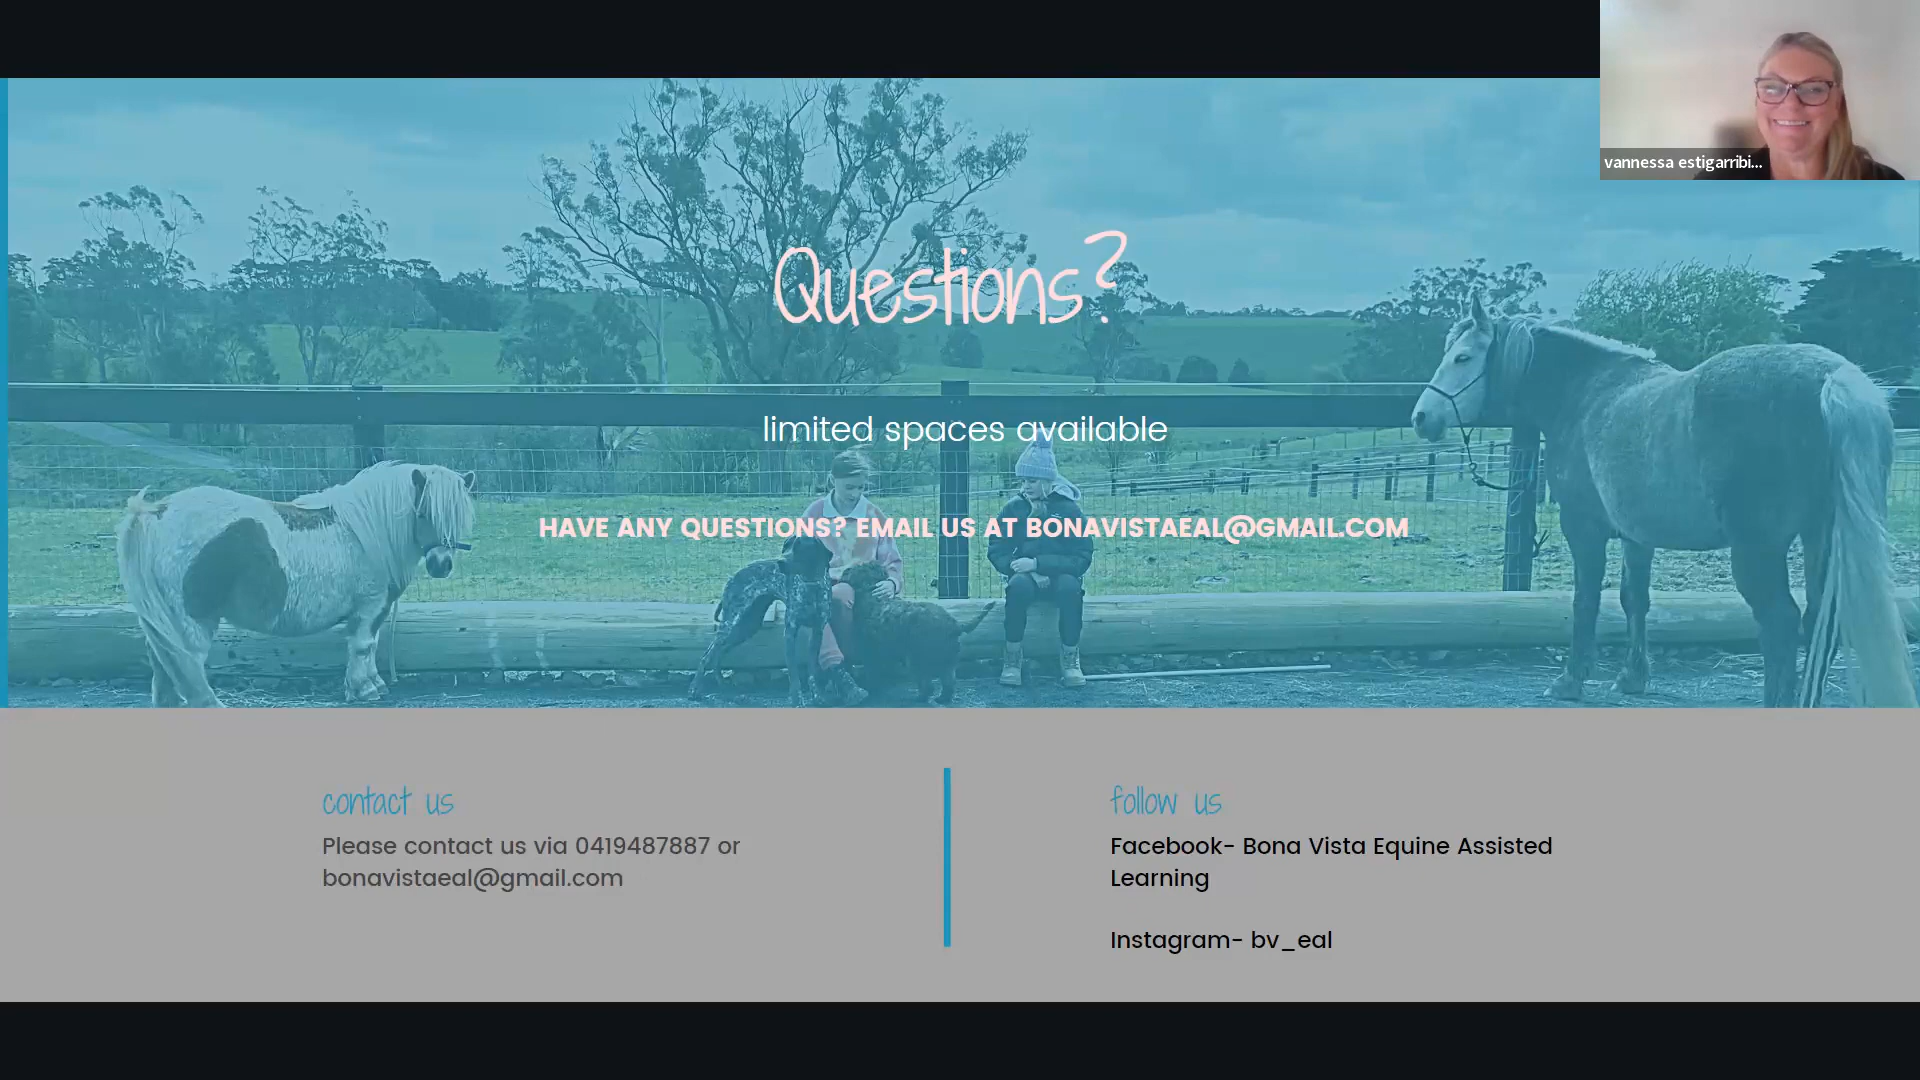 vannessa estigarribi...
Questions?
limited spaces available
HAVE ANY QUESTIONS? EMAIL US AT BONAVISTAEAL@GMAIL.COM
contact us
Please contact us via 0419487887 or
bonavistaeal@gmail.com
follow us
Facebook- Bona Vista Equine Assisted
Learning
Instagram- bv_eal